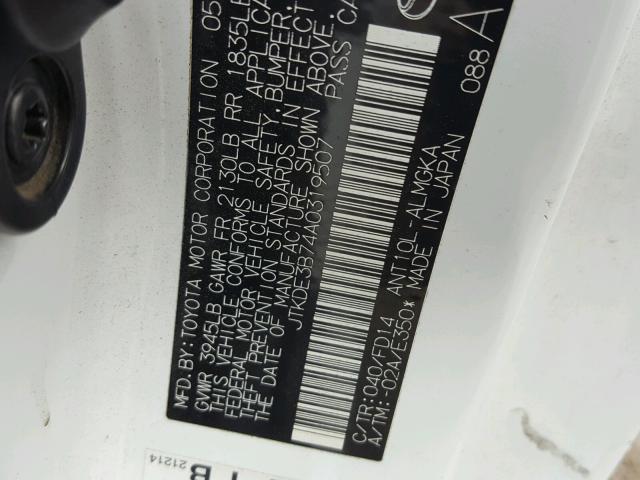 MFD.BY:TOYOTA MOTOR CORPORATION 05
GVWR 3945LB GAWR FR 2130LB RR 1835LB
THIS VEHICLE CONFORMS TO ALL APPLICA
FEDERAL MOTOR VEHICLE SAFETY,BUMPER,
THEFT PREVENTION STANDARDS IN EFFECT
THE DATE OF MANUFACTURE SHOWN ABOVE.
JTKDE3B74A0319507 PASS CA
C/TR:040/FD14 ANT10L-ALMGKA 088 A
A/TM:-02A/E350* MADE IN JAPAN
21214